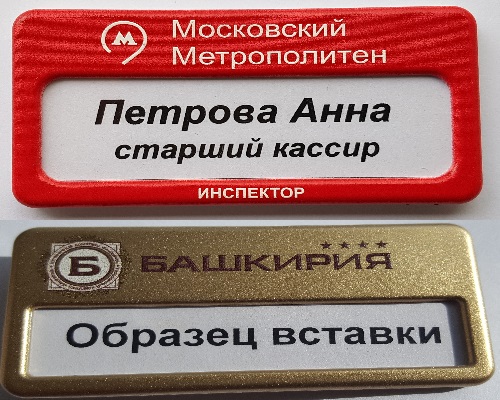 Московский
Метрополитен
Петрова Анна
старший кассир
ИНСПЕКТОР
Б БАШКИРИЯ
Образец вставки